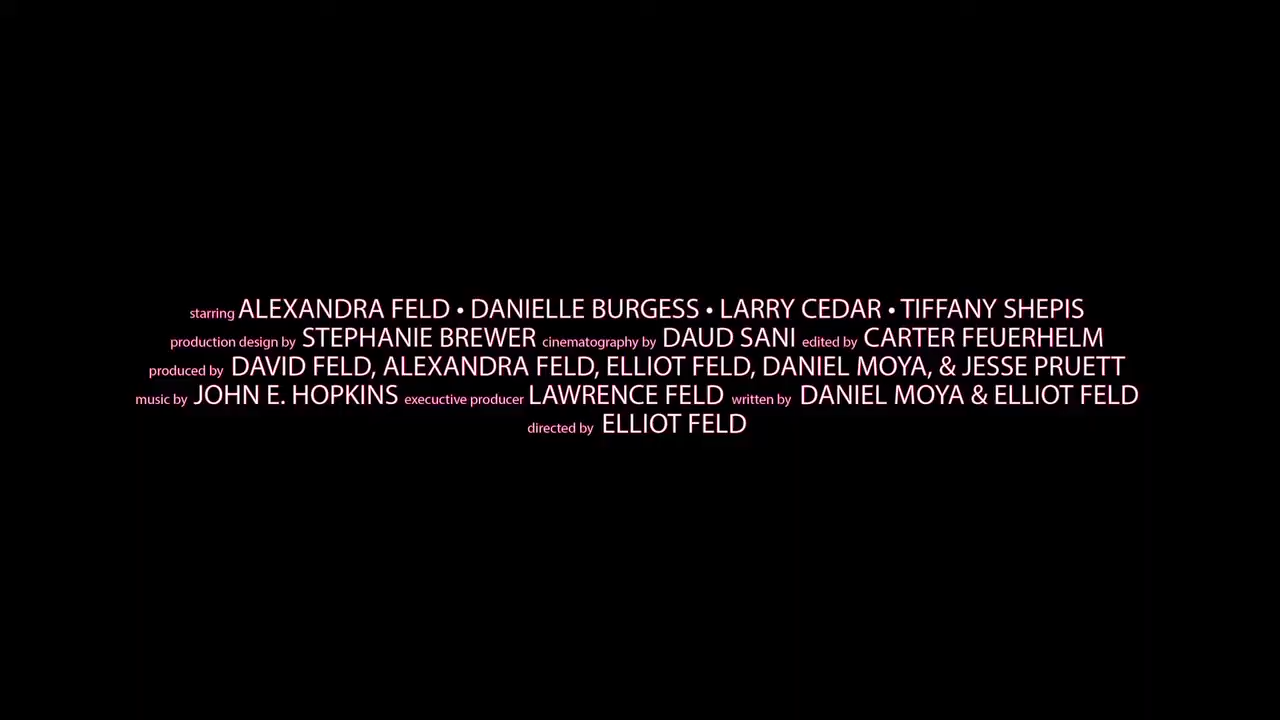 starring ALEXANDRA FELD • DANIELLE BURGESS • LARRY CEDAR • TIFFANY SHEPIS
production design by STEPHANIE BREWER cinematography by DAUD SANI edited by CARTER FEUERHELM
produced by DAVID FELD, ALEXANDRA FELD, ELLIOT FELD, DANIEL MOYA, & JESSE PRUETT
music by JOHN E. HOPKINS execuctive producer LAWRENCE FELD written by DANIEL MOYA & ELLIOT FELD
directed by ELLIOT FELD